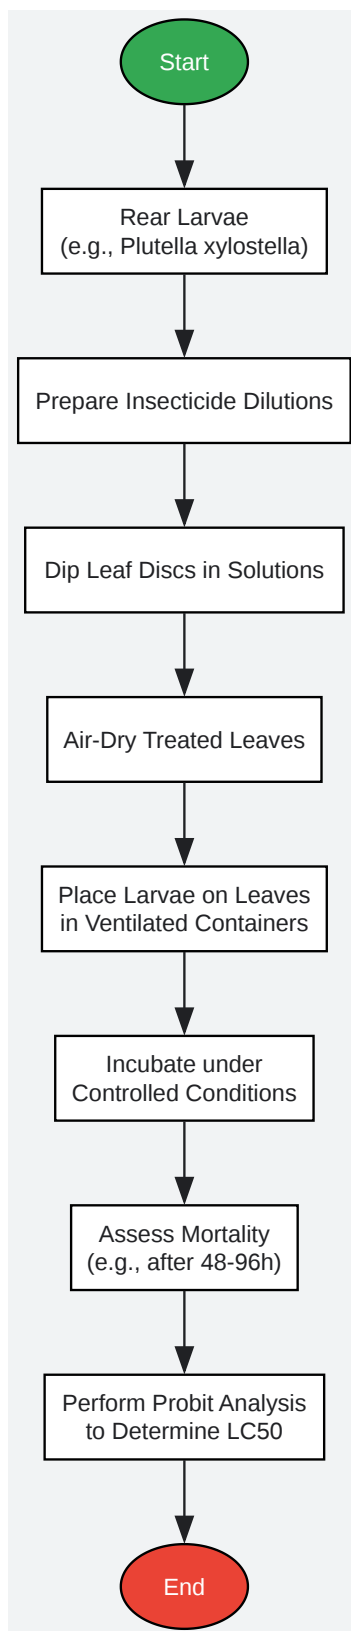 Start
Rear Larvae
(e.g., Plutella xylostella)
Prepare Insecticide Dilutions
Dip Leaf Discs in Solutions
Air-Dry Treated Leaves
Place Larvae on Leaves
in Ventilated Containers
Incubate under
Controlled Conditions
Assess Mortality
(e.g., after 48-96h)
Perform Probit Analysis
to Determine LC50
End